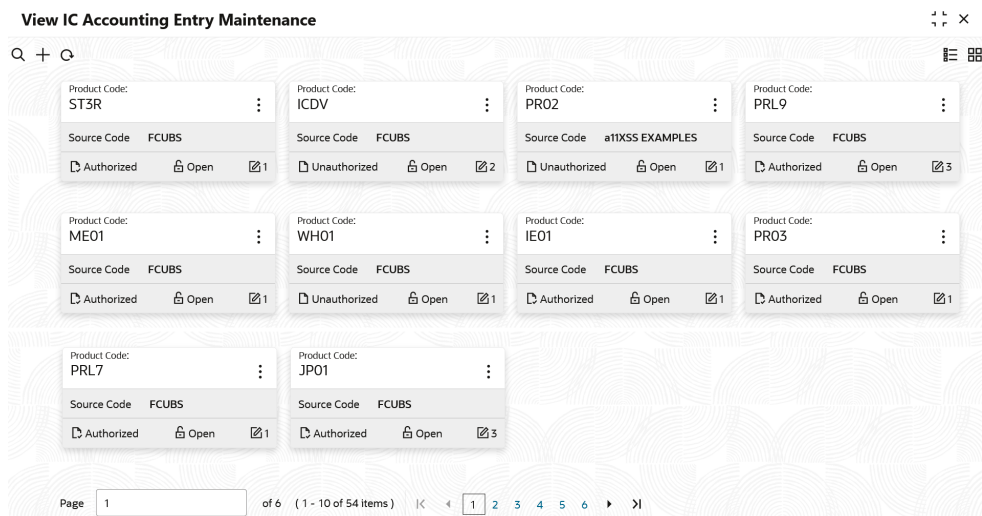 View IC Accounting Entry Maintenance
Product Code: Product Code: Product Code: Product Code:
ST3R ICDV PR02 PRL9
Source Code FCUBS Source Code FCUBS Source Code a11XSS EXAMPLES Source Code FCUBS
Authorized Open 1 Unauthorized Open 2 Unauthorized Open 1 Authorized Open 3
Product Code: Product Code: Product Code: Product Code:
ME01 WH01 IE01 PR03
Source Code FCUBS Source Code FCUBS Source Code FCUBS Source Code FCUBS
Authorized Open 1 Unauthorized Open 1 Authorized Open 1 Authorized Open 1
Product Code: Product Code:
PRL7 JP01
Source Code FCUBS Source Code FCUBS
Authorized Open 1 Authorized Open 3
Page 1 of 6 ( 1 - 10 of 54 items ) 1 2 3 4 5 6